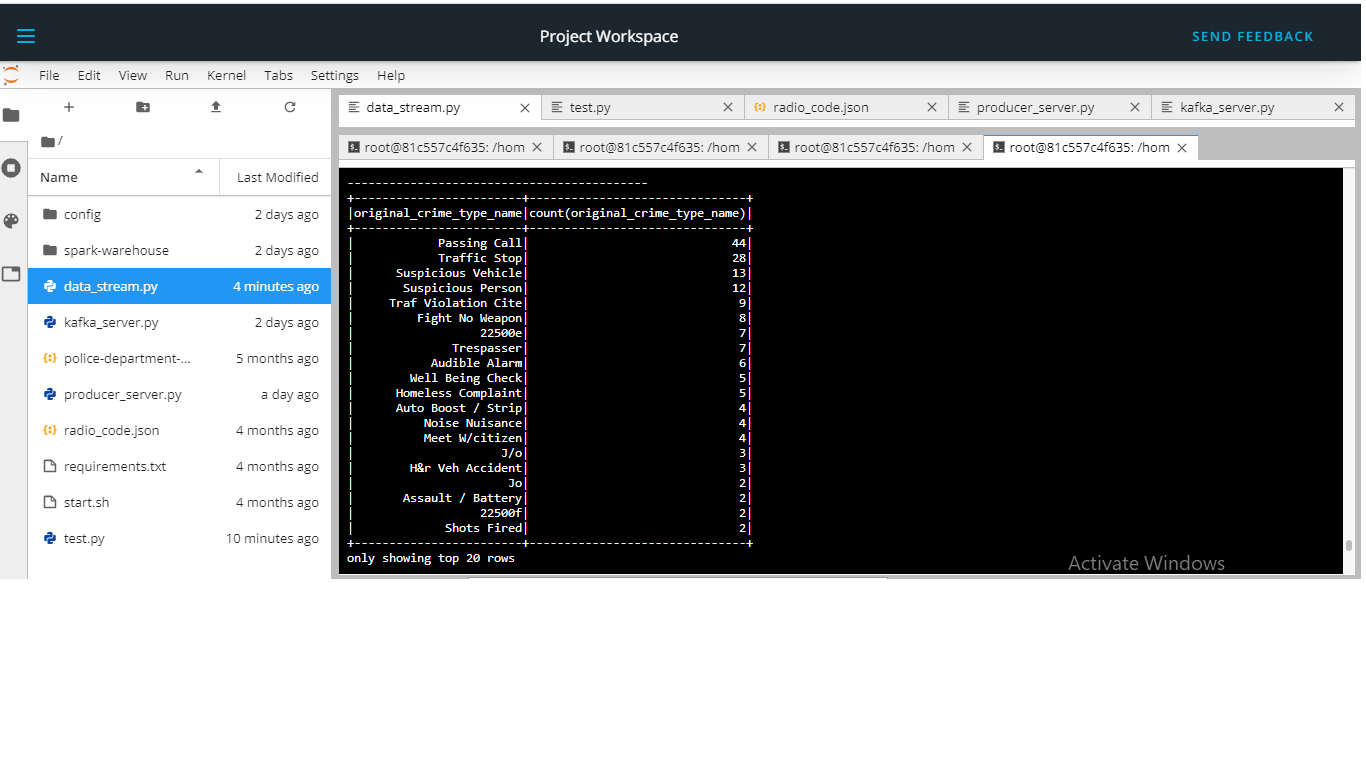 Project Workspace
SEND FEEDBACK
File Edit View Run Kernel Tabs Settings Help
data_stream.py
test.py
radio_code.json
producer_server.py
kafka_server.py
/
root@81c557c4f635: /hom
root@81c557c4f635: /hom
root@81c557c4f635: /hom
root@81c557c4f635: /hom
Name Last Modified
config 2 days ago
spark-warehouse 2 days ago
data_stream.py 4 minutes ago
kafka_server.py 2 days ago
police-department-... 5 months ago
producer_server.py a day ago
radio_code.json 4 months ago
requirements.txt 4 months ago
start.sh 4 months ago
test.py 10 minutes ago
-------------------------------------------
+------------------------+-------------------------------+
|original_crime_type_name|count(original_crime_type_name)|
+------------------------+-------------------------------+
| Passing Call| 44|
| Traffic Stop| 28|
| Suspicious Vehicle| 13|
| Suspicious Person| 12|
| Traf Violation Cite| 9|
| Fight No Weapon| 8|
| 22500e| 7|
| Trespasser| 7|
| Audible Alarm| 6|
| Well Being Check| 5|
| Homeless Complaint| 5|
| Auto Boost / Strip| 4|
| Noise Nuisance| 4|
| Meet W/citizen| 4|
| J/o| 3|
| H&r Veh Accident| 3|
| Jo| 2|
| Assault / Battery| 2|
| 22500f| 2|
| Shots Fired| 2|
+------------------------+-------------------------------+
only showing top 20 rows
Activate Windows